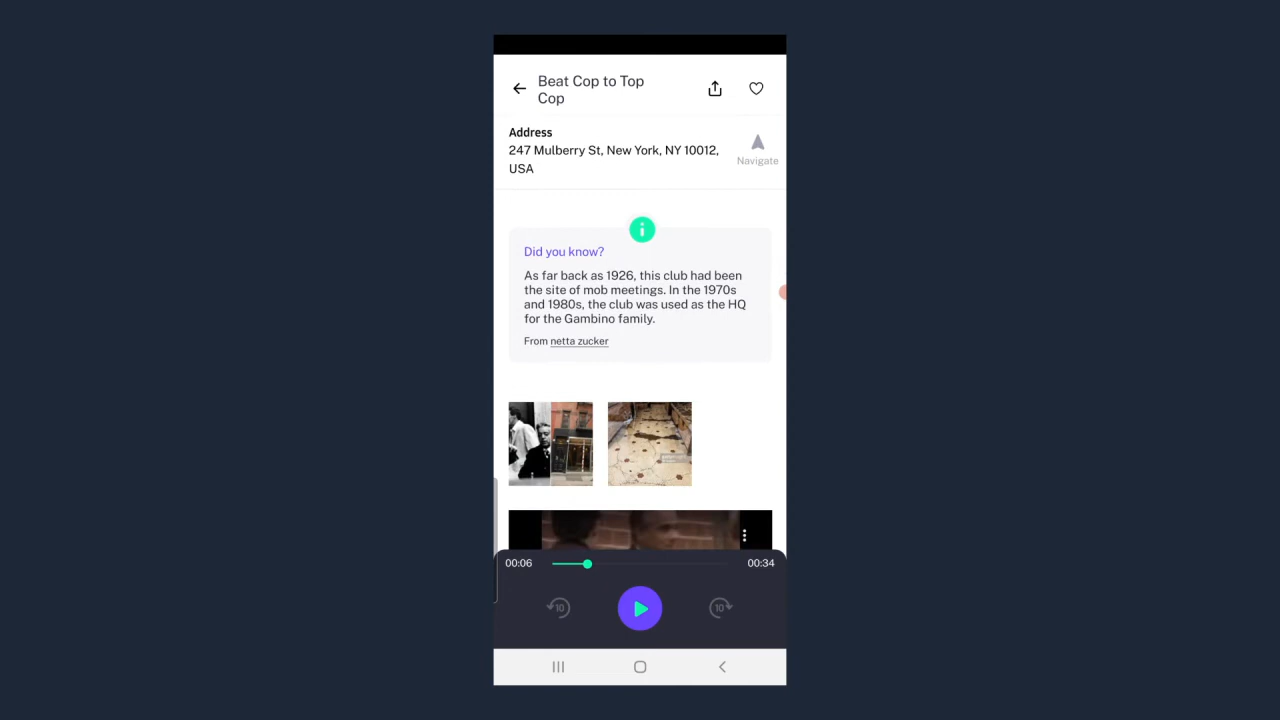 Beat Cop to Top
Cop
Address
247 Mulberry St, New York, NY 10012,
USA
Navigate
Did you know?
As far back as 1926, this club had been
the site of mob meetings. In the 1970s
and 1980s, the club was used as the HQ
for the Gambino family.
From netta zucker
00:06
00:34
10
10